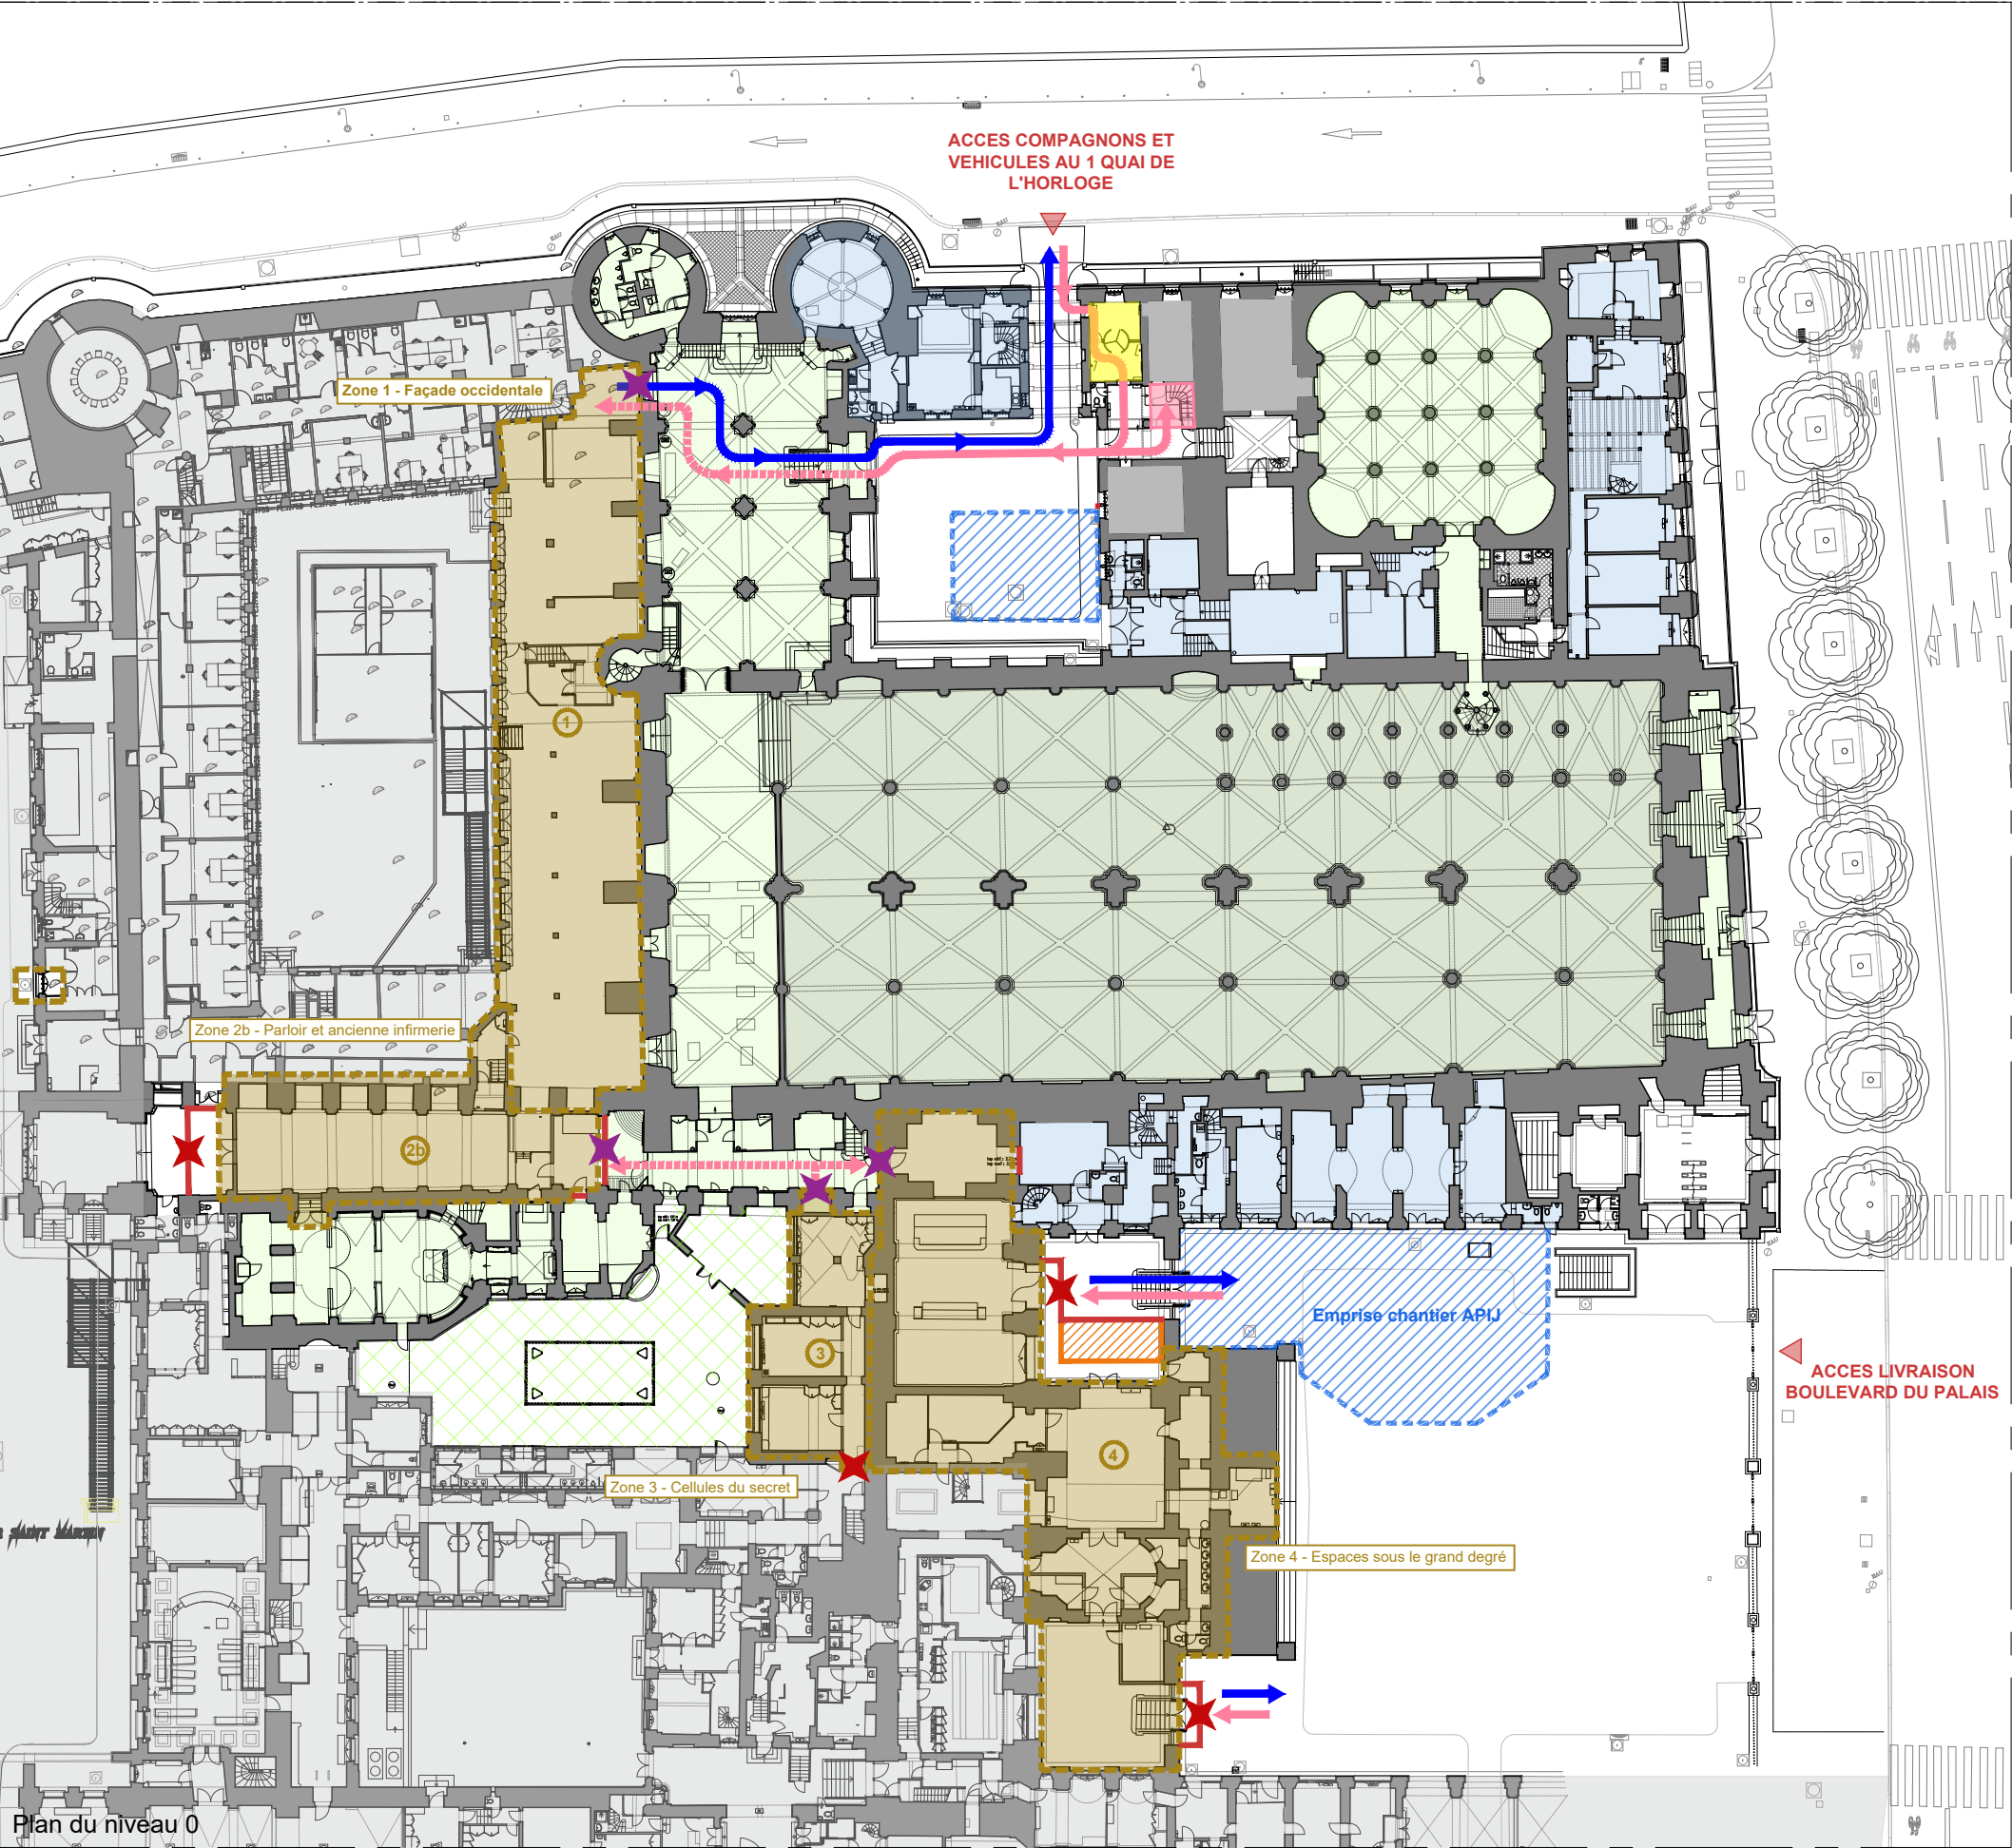 ACCES COMPAGNONS ET
VEHICULES AU 1 QUAI DE
L'HORLOGE
Zone 1 - Façade occidentale
1
Zone 2b - Parloir et ancienne infirmerie
2b
3
Emprise chantier APIJ
ACCES LIVRAISON
BOULEVARD DU PALAIS
4
Zone 3 - Cellules du secret
SAINT MARTIN
Zone 4 - Espaces sous le grand degré
Plan du niveau 0